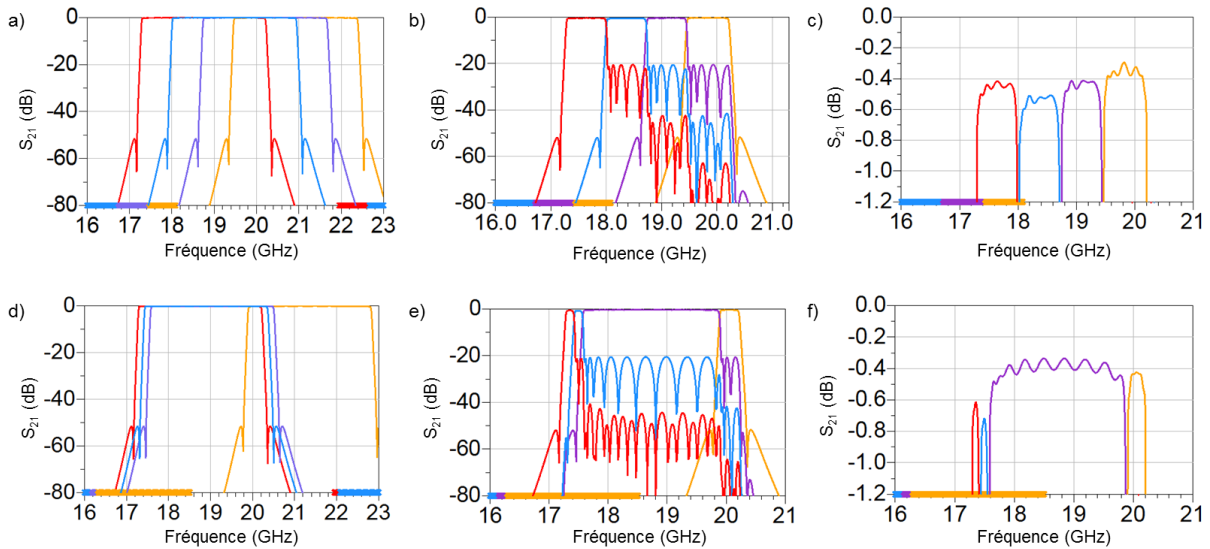 a)
S21 (dB)
0
-20
-40
-60
-80
16 17 18 19 20 21 22 23
Fréquence (GHz)
b)
S21 (dB)
0
-20
-40
-60
-80
16.0 17.0 18.0 19.0 20.0 21.0
Fréquence (GHz)
c)
S21 (dB)
0.0
-0.2
-0.4
-0.6
-0.8
-1.0
-1.2
16 17 18 19 20 21
Fréquence (GHz)
d)
S21 (dB)
0
-20
-40
-60
-80
16 17 18 19 20 21 22 23
Fréquence (GHz)
e)
S21 (dB)
0
-20
-40
-60
-80
16 17 18 19 20 21
Fréquence (GHz)
f)
S21 (dB)
0.0
-0.2
-0.4
-0.6
-0.8
-1.0
-1.2
16 17 18 19 20 21
Fréquence (GHz)